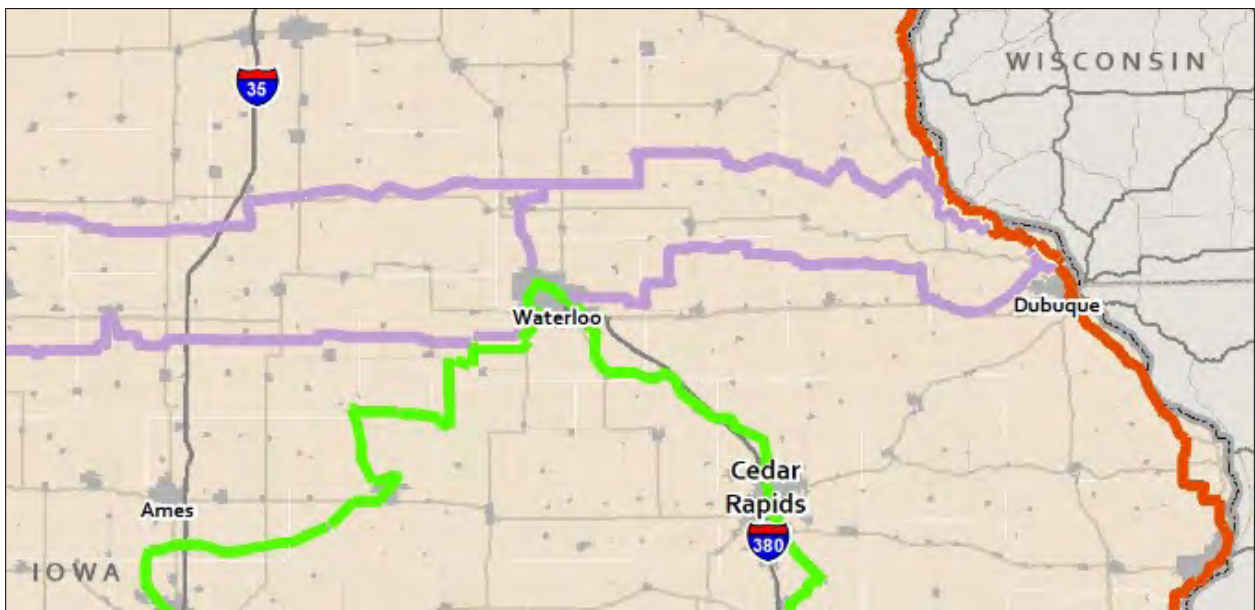 WISCONSIN
35
Dubuque
Waterloo
Cedar
Rapids
Ames
380
IOWA